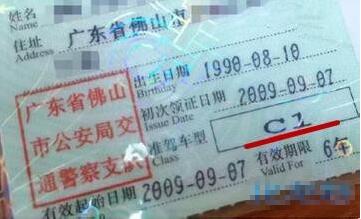 姓名
Name
住址 广东省佛山市
Address
出生日期 1990-08-10
Birthday
初次领证日期 2009-09-07
Issue Date
准驾车型 C1
Class
有效期限 6年
Valid For
有效起始日期 2009-09-07
广东省佛山
市公安局交
通警察支队